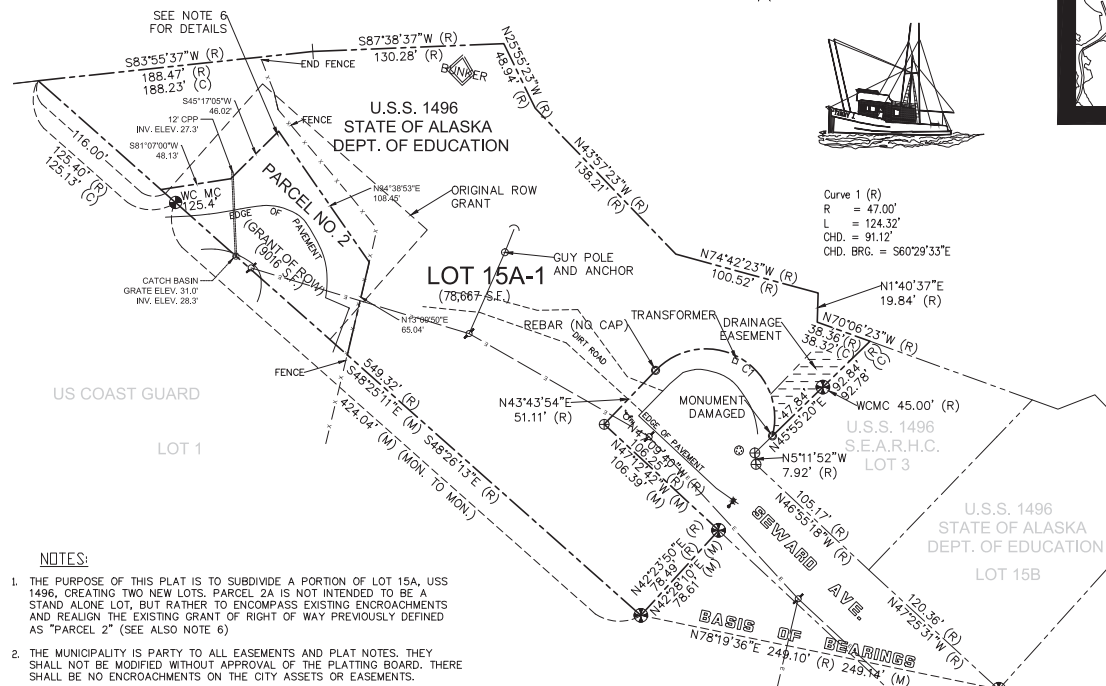 SEE NOTE 6
FOR DETAILS
S83°55'37"W (R)
188.47' (R)
188.23' (C)
S87°38'37"W (R)
130.28' (R)
END FENCE
BUNKER
N25°55'23"W (R)
48.94' (R)
S45°17'05"W
46.02'
12' CPP
INV. ELEV. 27.3'
S81°07'00"W
48.13'
FENCE
U.S.S. 1496
STATE OF ALASKA
DEPT. OF EDUCATION
N43°57'23"W (R)
138.21' (R)
116.00'
125.40' (R)
125.13' (C)
WC MC
125.4'
PARCEL NO. 2
(GRANT OF ROW)
(9016 S.F.)
EDGE OF PAVEMENT
N34°38'53"E
108.45'
ORIGINAL ROW
GRANT
Curve 1 (R)
R = 47.00'
L = 124.32'
CHD. = 91.12'
CHD. BRG. = S60°29'33"E
GUY POLE
AND ANCHOR
LOT 15A-1
(78,667 S.F.)
N74°42'23"W (R)
100.52' (R)
N1°40'37"E
19.84' (R)
CATCH BASIN
GRATE ELEV. 31.0'
INV. ELEV. 28.3'
N13°09'50"E
65.04'
REBAR (NO CAP)
TRANSFORMER
DRAINAGE
EASEMENT
N70°06'23"W (R)
38.36' (R)
38.32' (C)
DIRT ROAD
CT
FENCE
US COAST GUARD
LOT 1
549.32' (R)
S48°25'11"E (M)
S48°26'13"E (R)
424.04' (M) (MON. TO MON.)
N43°43'54"E
51.11' (R)
MONUMENT
DAMAGED
47.84'
N45°55'20"E
92.84' (R)
92.78' (C)
WCMC 45.00' (R)
U.S.S. 1496
S.E.A.R.H.C.
LOT 3
N5°11'52"W
7.92' (R)
EDGE OF PAVEMENT
N47°09'40"W (R)
106.25' (R)
N47°12'42"W (M)
106.39' (M)
105.17' (R)
N46°55'18"W (R)
SEWARD AVE.
U.S.S. 1496
STATE OF ALASKA
DEPT. OF EDUCATION
LOT 15B
N42°23'50"E (R)
78.49' (R)
N42°28'10"E (M)
78.61' (M)
120.36' (R)
N47°25'31"W (R)
BASIS OF BEARINGS
N78°19'36"E 249.10' (R) 249.14' (M)
NOTES:
1. THE PURPOSE OF THIS PLAT IS TO SUBDIVIDE A PORTION OF LOT 15A, USS
1496, CREATING TWO NEW LOTS. PARCEL 2A IS NOT INTENDED TO BE A
STAND ALONE LOT, BUT RATHER TO ENCOMPASS EXISTING ENCROACHMENTS
AND REALIGN THE EXISTING GRANT OF RIGHT OF WAY PREVIOUSLY DEFINED
AS "PARCEL 2" (SEE ALSO NOTE 6)
2. THE MUNICIPALITY IS PARTY TO ALL EASEMENTS AND PLAT NOTES. THEY
SHALL NOT BE MODIFIED WITHOUT APPROVAL OF THE PLATTING BOARD. THERE
SHALL BE NO ENCROACHMENTS ON THE CITY ASSETS OR EASEMENTS.